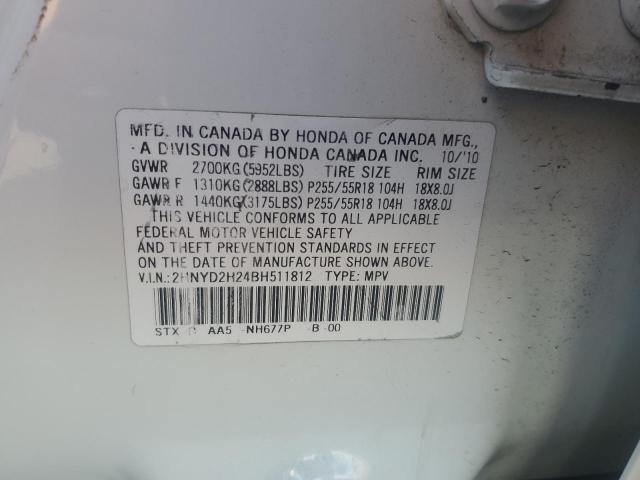 MFD. IN CANADA BY HONDA OF CANADA MFG.,
A DIVISION OF HONDA CANADA INC. 10/'10
GVWR 2700KG(5952LBS) TIRE SIZE RIM SIZE
GAWR F 1310KG(2888LBS) P255/55R18 104H 18X8.0J
GAWR R 1440KG(3175LBS) P255/55R18 104H 18X8.0J
THIS VEHICLE CONFORMS TO ALL APPLICABLE
FEDERAL MOTOR VEHICLE SAFETY
AND THEFT PREVENTION STANDARDS IN EFFECT
ON THE DATE OF MANUFACTURE SHOWN ABOVE.
V.I.N.:2HNYD2H24BH511812 TYPE: MPV
STX AA5 NH677P B 00